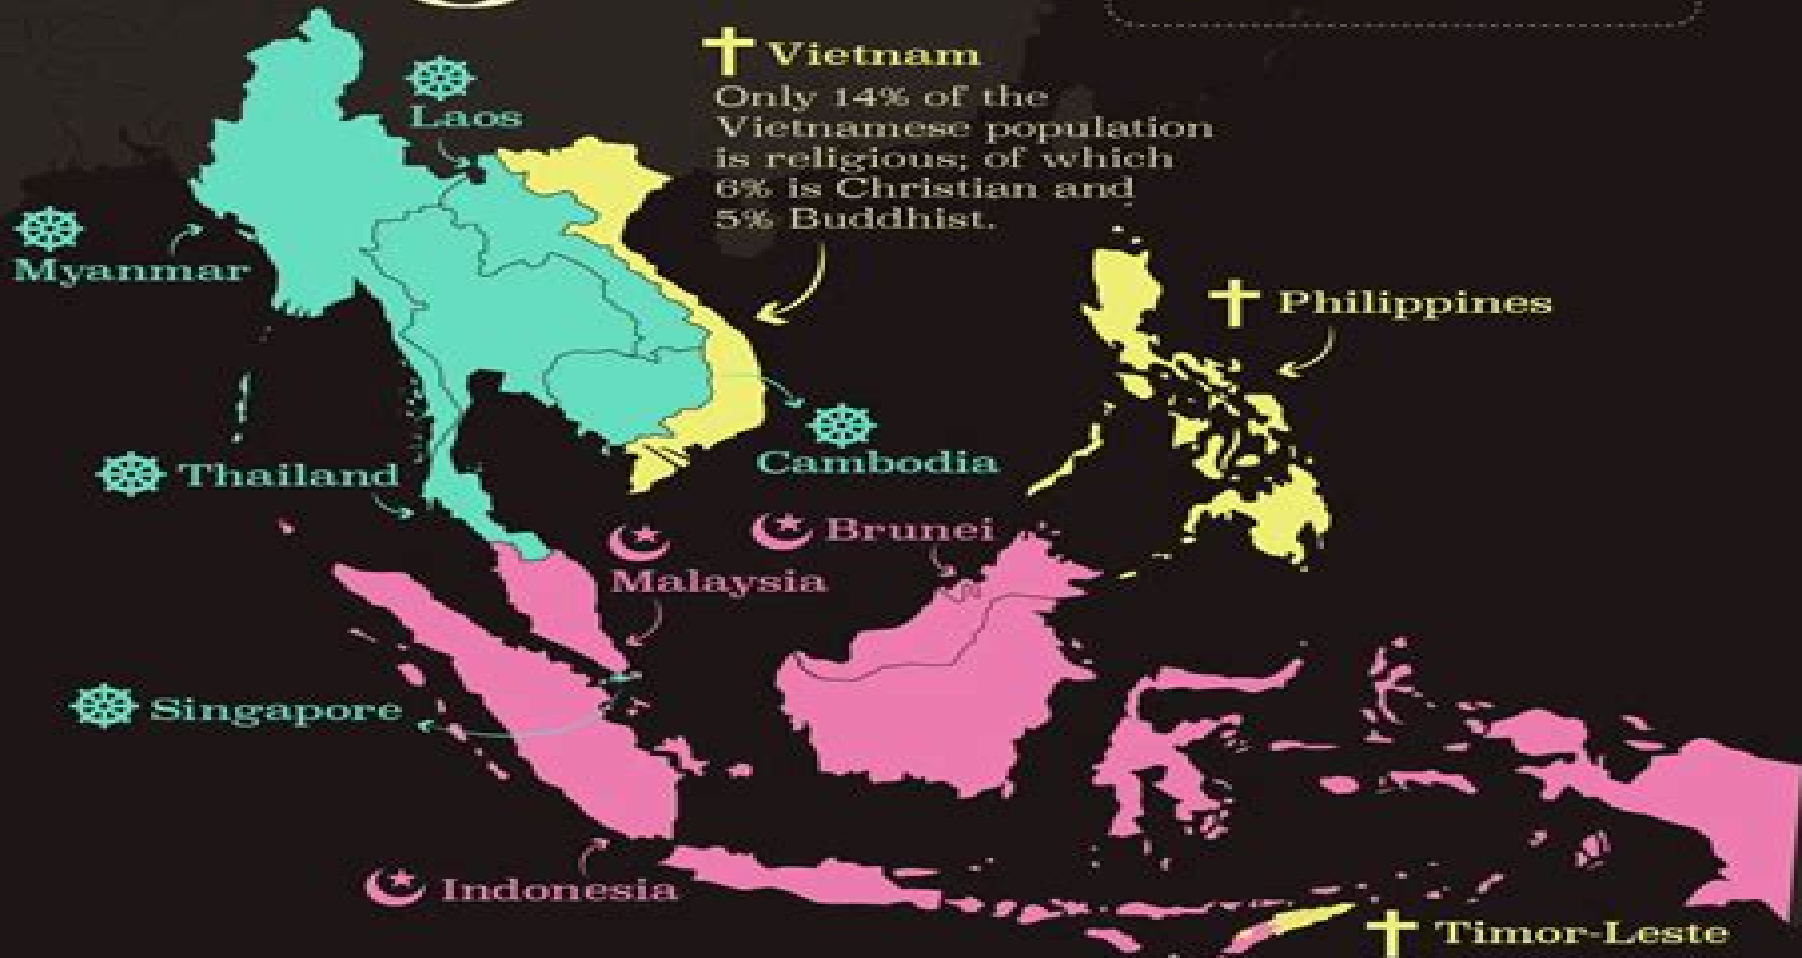 Vietnam
Only 14% of the
Vietnamese population
is religious; of which
6% is Christian and
5% Buddhist.
Laos
Myanmar
Philippines
Cambodia
Thailand
Brunei
Malaysia
Singapore
Indonesia
Timor-Leste